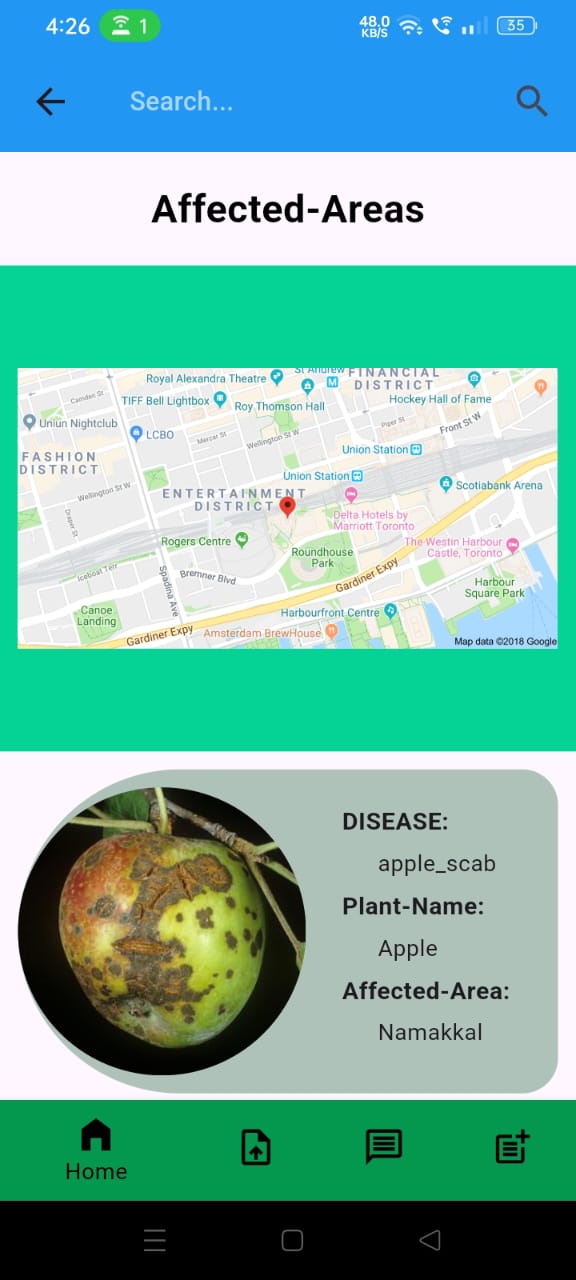 4:26
1
48.0
KB/S
35
Search...
Affected-Areas
Royal Alexandra Theatre
St Andrew
FINANCIAL
DISTRICT
Camden St
TIFF Bell Lightbox
Roy Thomson Hall
Hockey Hall of Fame
Uniun Nightclub
LCBO
Mercer St
Wellington St W
Piper St
Front St W
FASHION
DISTRICT
Union Station
Union Station
Scotiabank Arena
Wellington St W
ENTERTAINMENT
DISTRICT
Draper St
Delta Hotels by
Marriott Toronto
Rogers Centre
The Westin Harbour
Castle, Toronto
Roundhouse
Park
Iceboat Terr
Bremner Blvd
Spadina Ave
Gardiner Expy
Harbour
Square Park
Canoe
Landing
Harbourfront Centre
Gardiner Expy
Amsterdam BrewHouse
Map data ©2018 Google
DISEASE:
apple_scab
Plant-Name:
Apple
Affected-Area:
Namakkal
Home